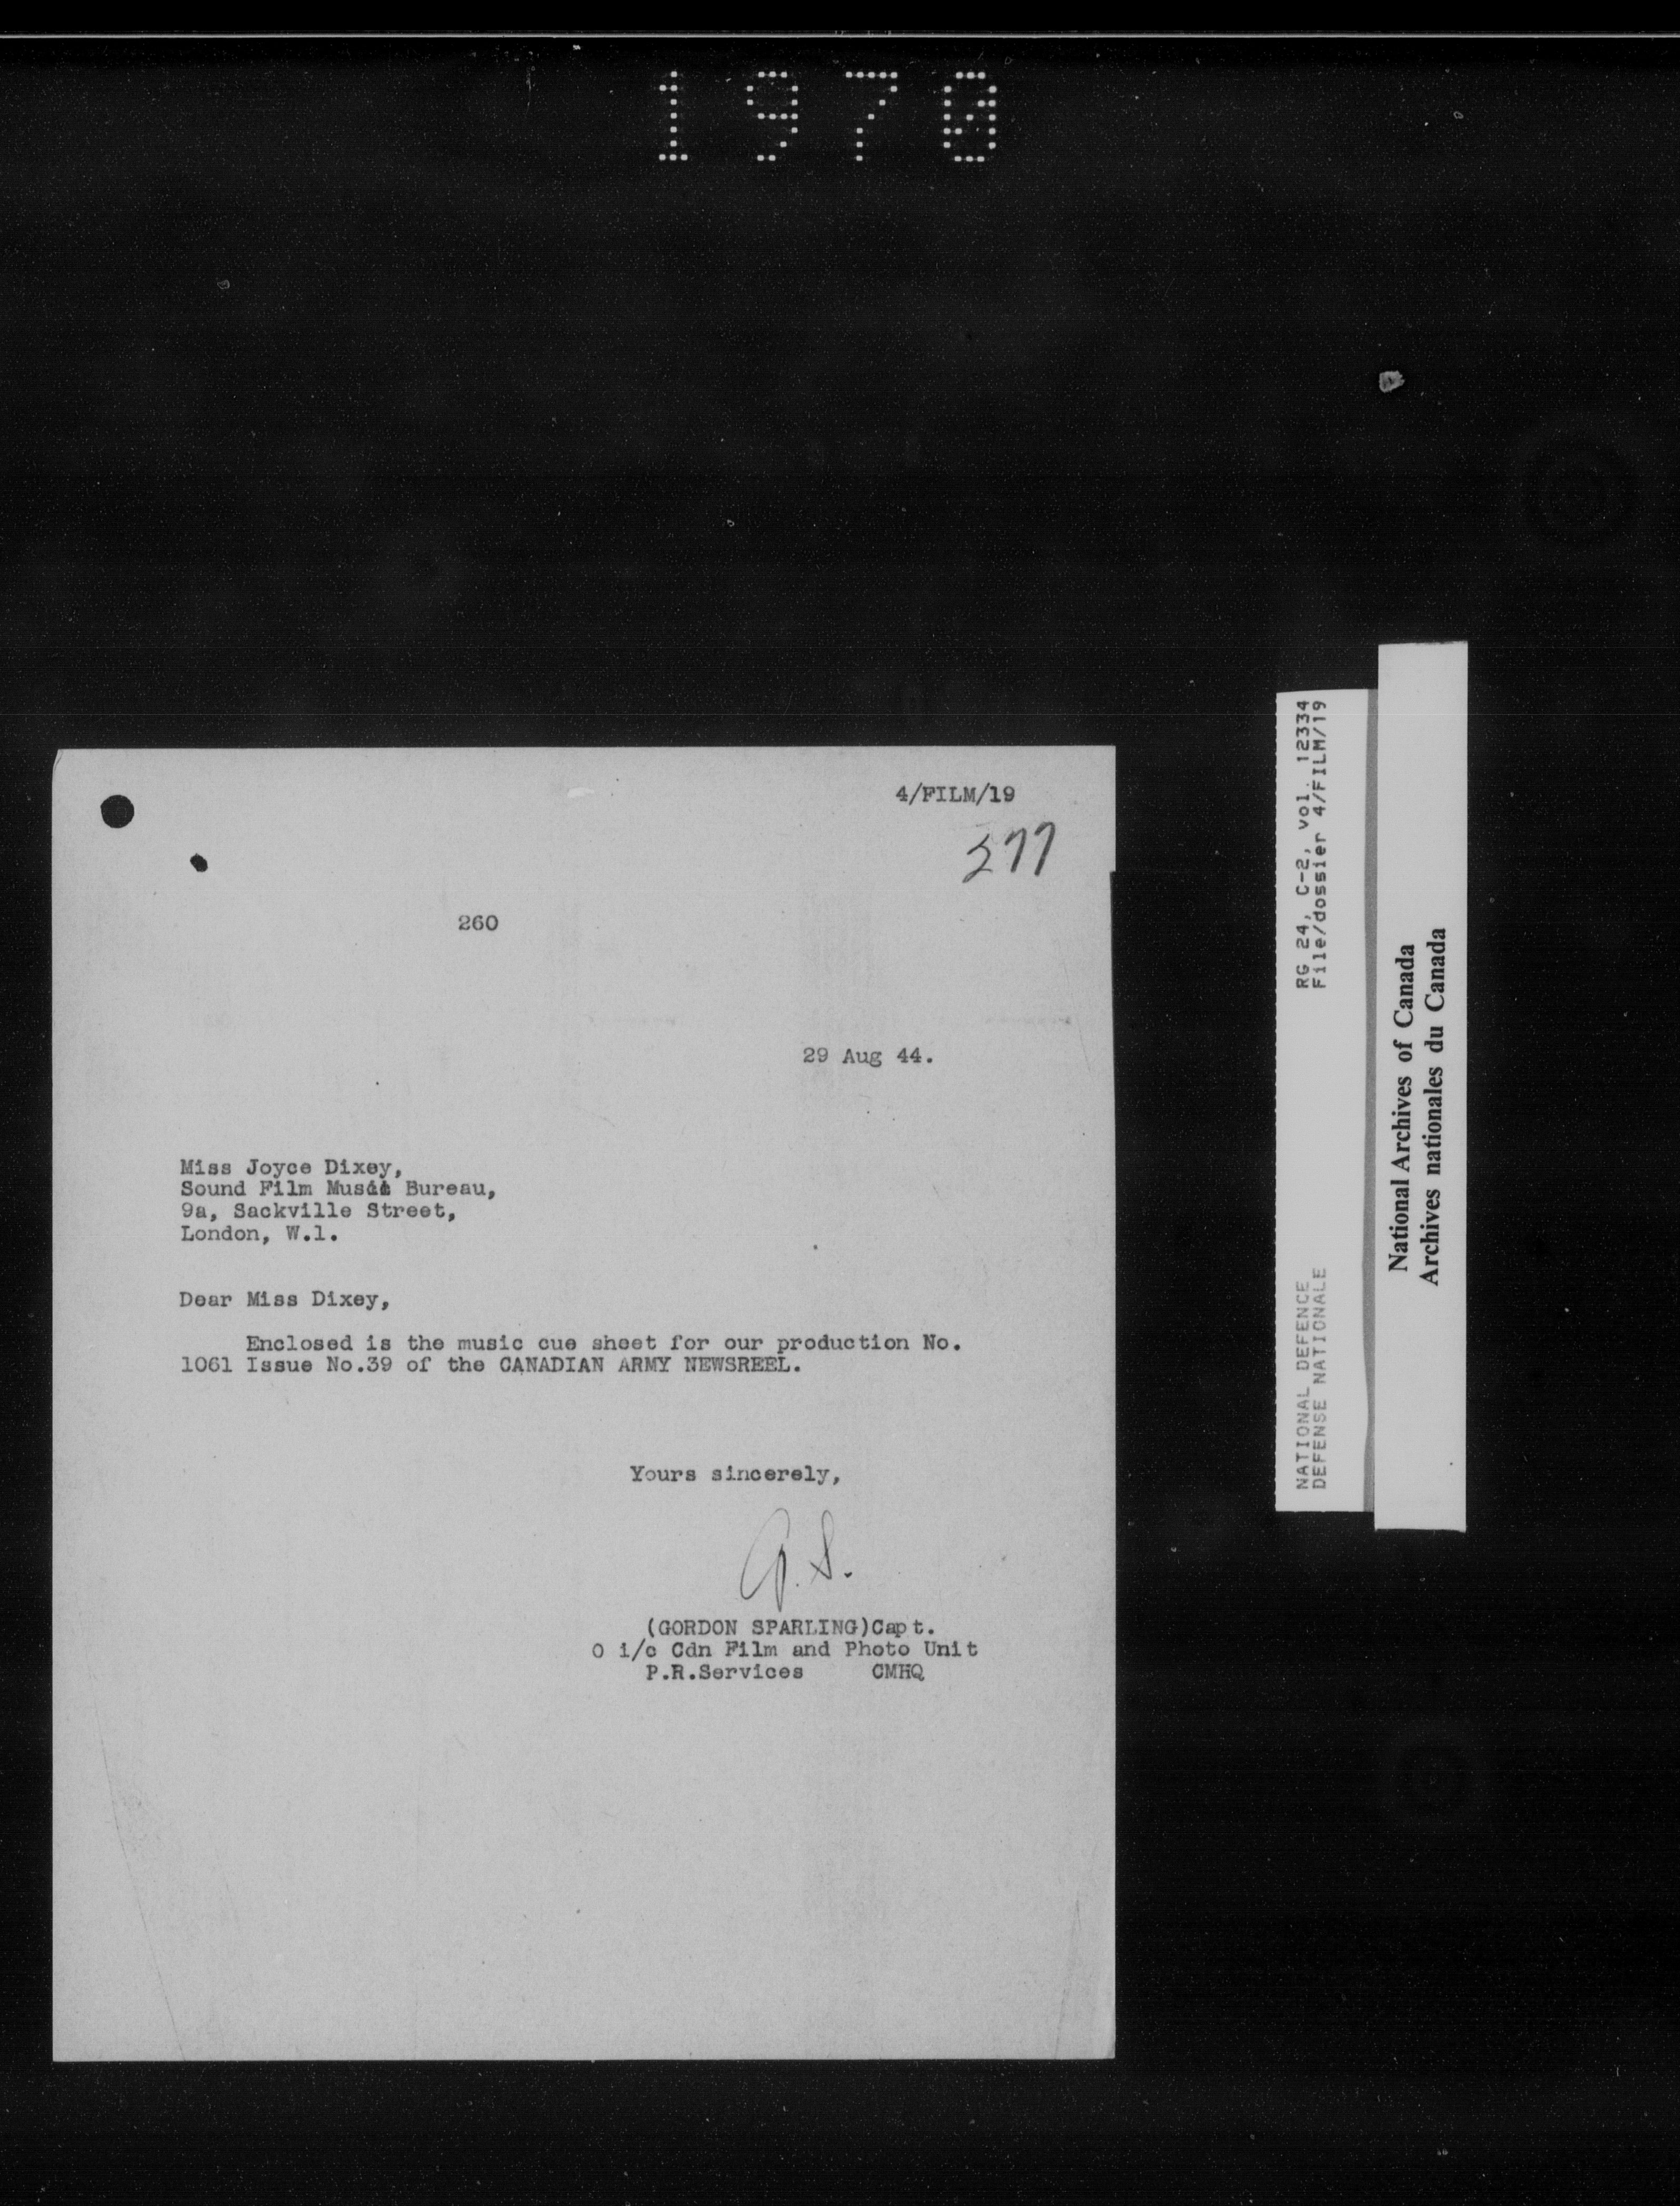 1970
4/FILM/19
377
260
29 Aug 44.
Miss Joyce Dixey,
Sound Film Music Bureau,
9a, Sackville Street,
London, W.1.
Dear Miss Dixey,
Enclosed is the music cue sheet for our production No.
1061 Issue No.39 of the CANADIAN ARMY NEWSREEL.
Yours sincerely,
G.S.
(GORDON SPARLING)Capt.
O i/c Cdn Film and Photo Unit
P.R.Services CMHQ
RG 24, C-2, vol. 12334
File/dossier 4/FILM/19
NATIONAL DEFENCE
DEFENSE NATIONALE
National Archives of Canada
Archives nationales du Canada